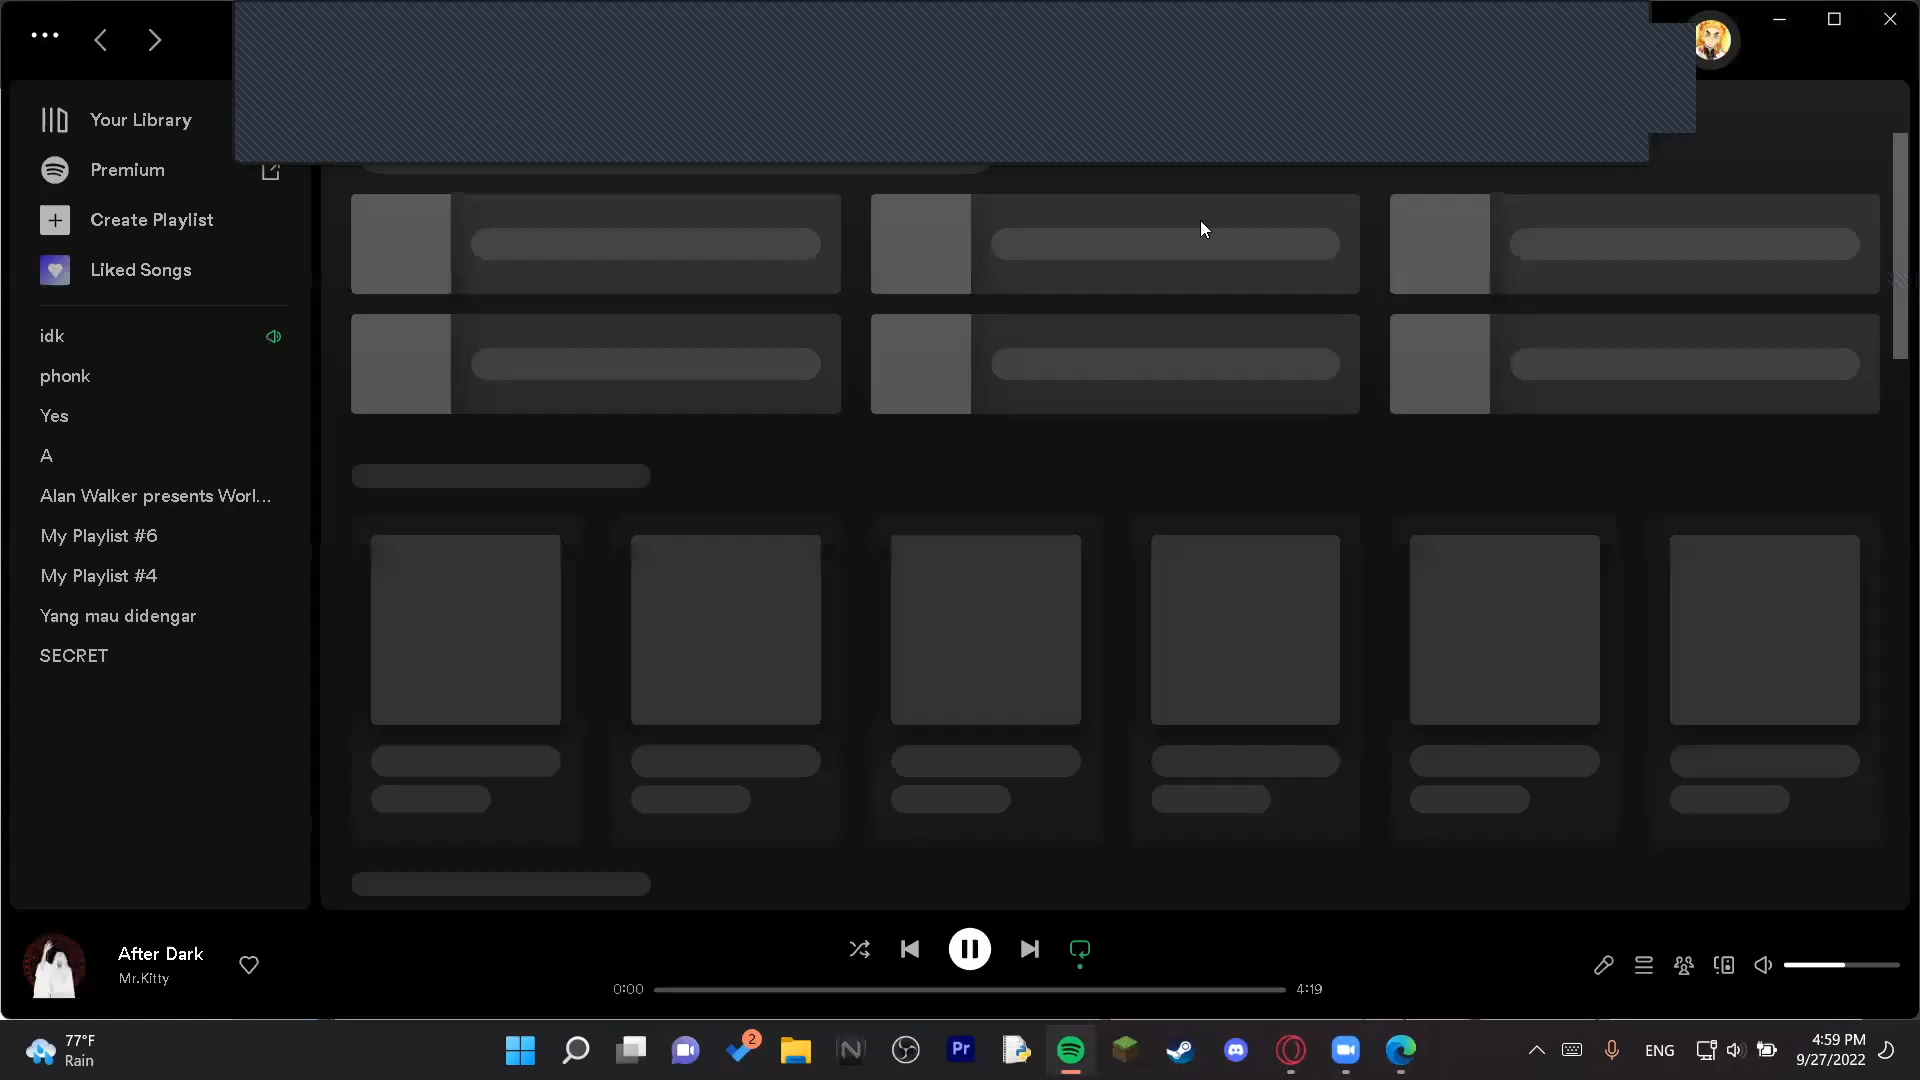 Your Library
Premium
Create Playlist
Liked Songs
idk
phonk
Yes
A
Alan Walker presents Worl...
My Playlist #6
My Playlist #4
Yang mau didengar
SECRET
After Dark
Mr.Kitty
0:00
4:19
77°F
Rain
2
N
Pr
ENG
4:59 PM
9/27/2022